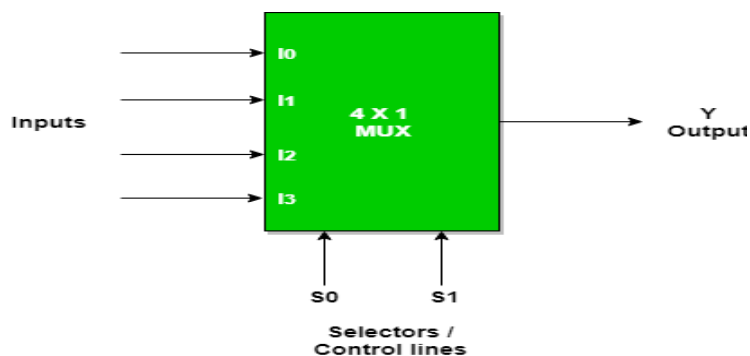 I0
I1
Inputs
I2
I3
4 X 1
MUX
Y
Output
S0 S1
Selectors /
Control lines